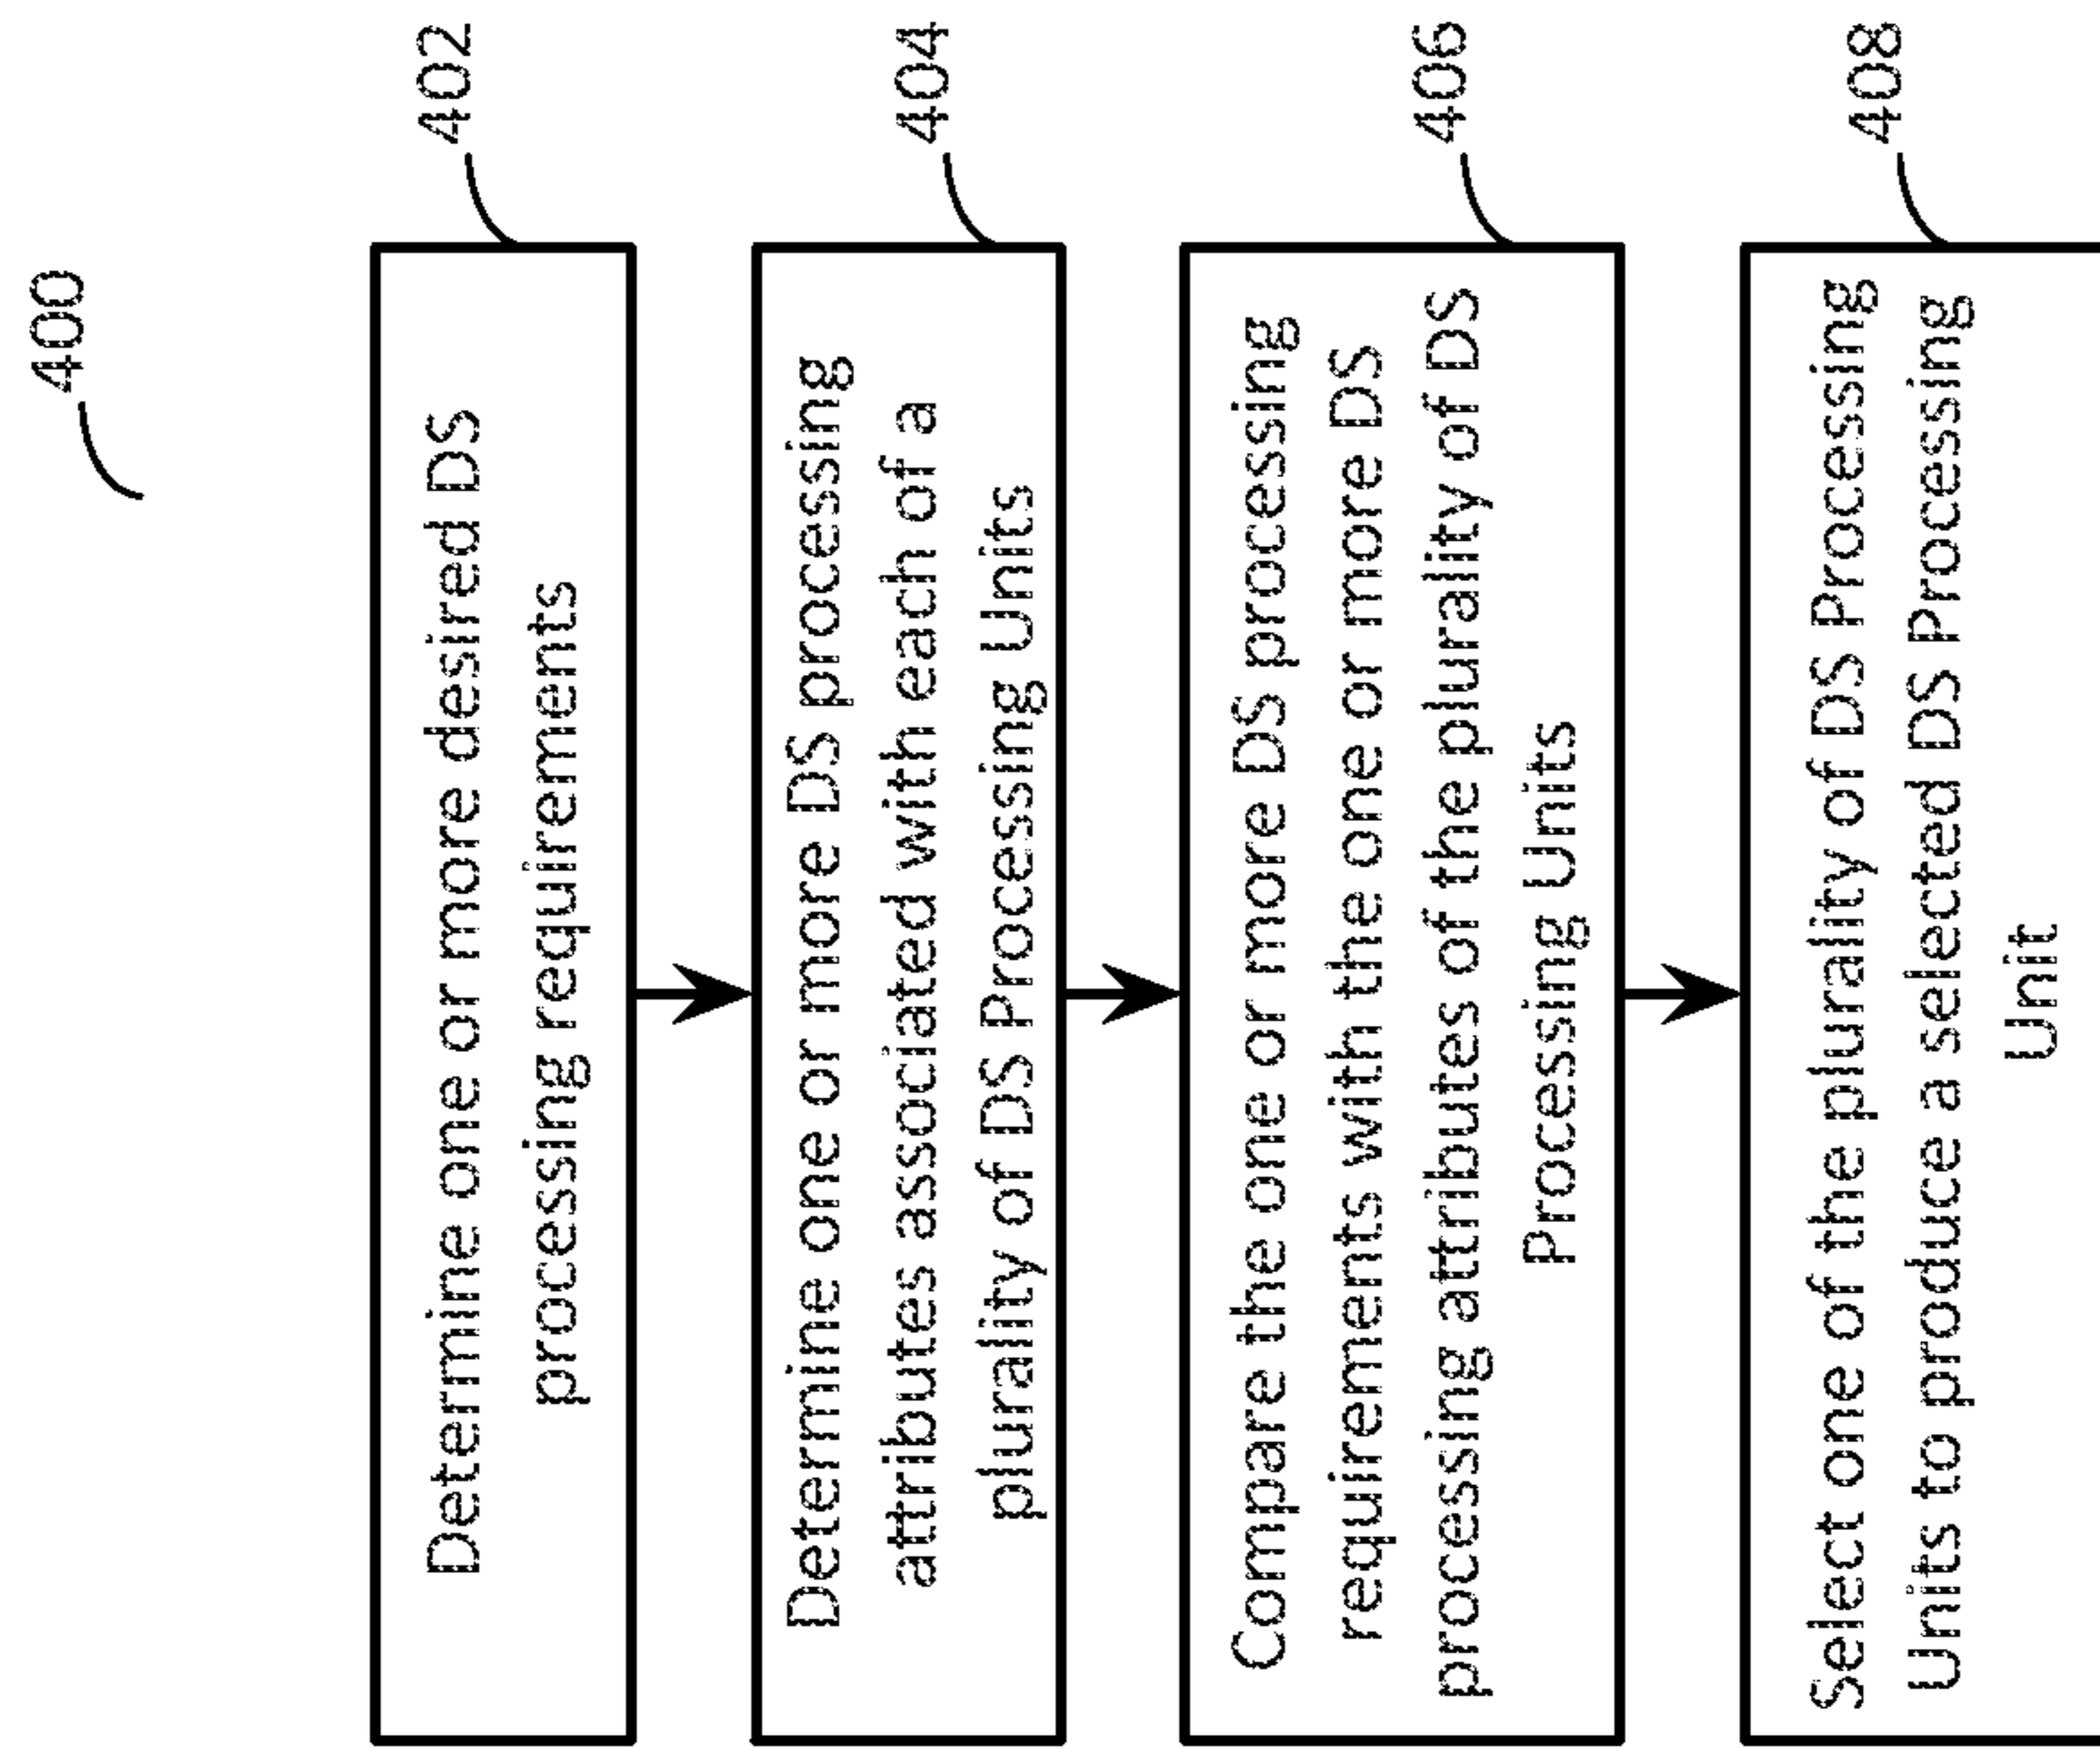 400
402
Determine one or more desired DS
processing requirements
404
Determine one or more DS processing
attributes associated with each of a
plurality of DS Processing Units
406
Compare the one or more DS processing
requirements with the one or more DS
processing attributes of the plurality of DS
Processing Units
408
Select one of the plurality of DS Processing
Units to produce a selected DS Processing
Unit